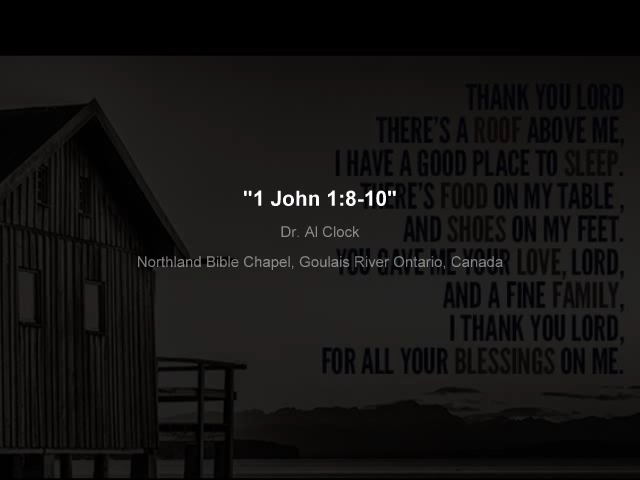 THANK YOU LORD
THERE'S A ROOF ABOVE ME,
I HAVE A GOOD PLACE TO SLEEP.
"1 John 1:8-10"
THERE'S FOOD ON MY TABLE ,
Dr. Al Clock
AND SHOES ON MY FEET.
Northland Bible Chapel, Goulais River Ontario, Canada
YOU GAVE ME YOUR LOVE, LORD,
AND A FINE FAMILY,
I THANK YOU LORD,
FOR ALL YOUR BLESSINGS ON ME.